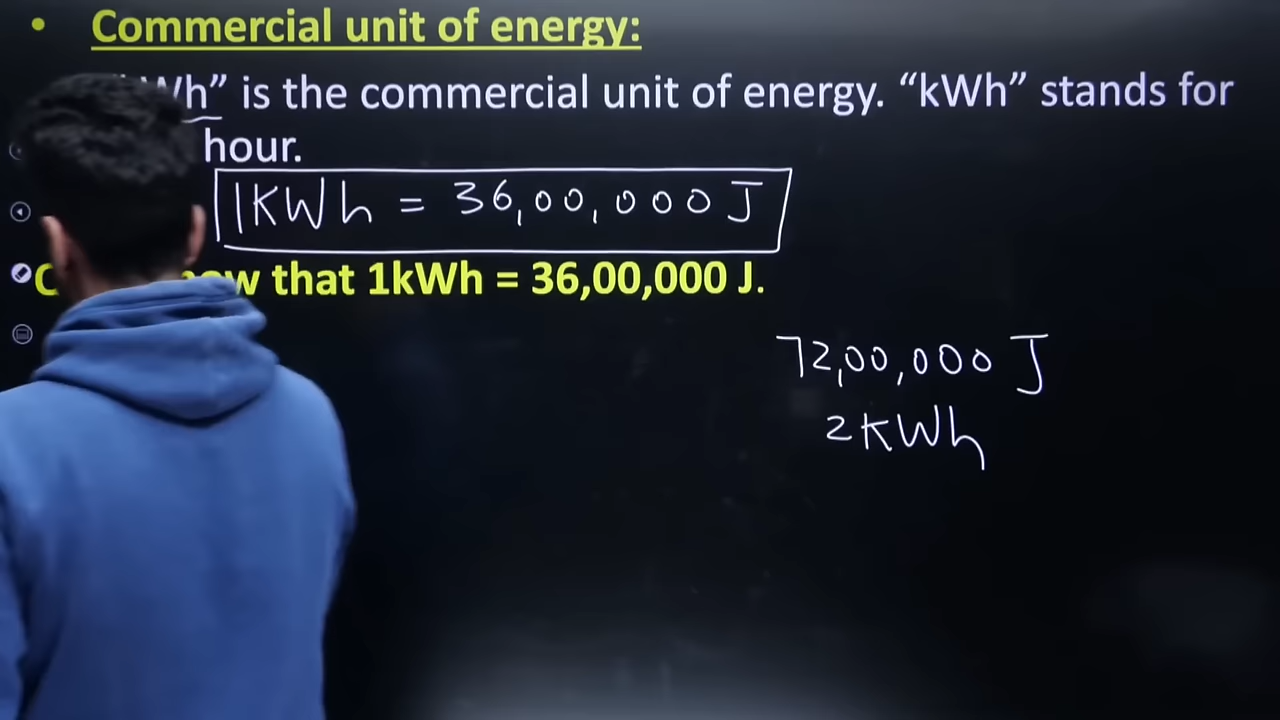 • Commercial unit of energy:
Wh” is the commercial unit of energy. “kWh” stands for
hour.
1KWh = 36,00,000 J
that 1kWh = 36,00,000 J.
72,00,000 J
2KWh